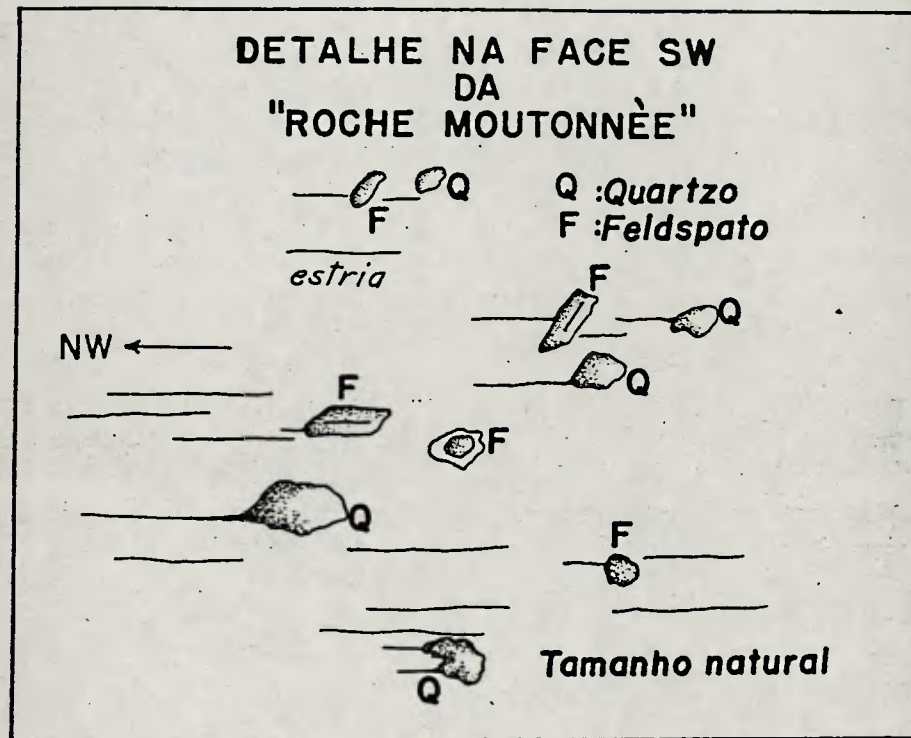 DETALHE NA FACE SW
DA
"ROCHE MOUTONNÈE"
Q
F
Q :Quartzo
F :Feldspato
estria
F
Q
NW
Q
F
F
Q
F
Q
Tamanho natural